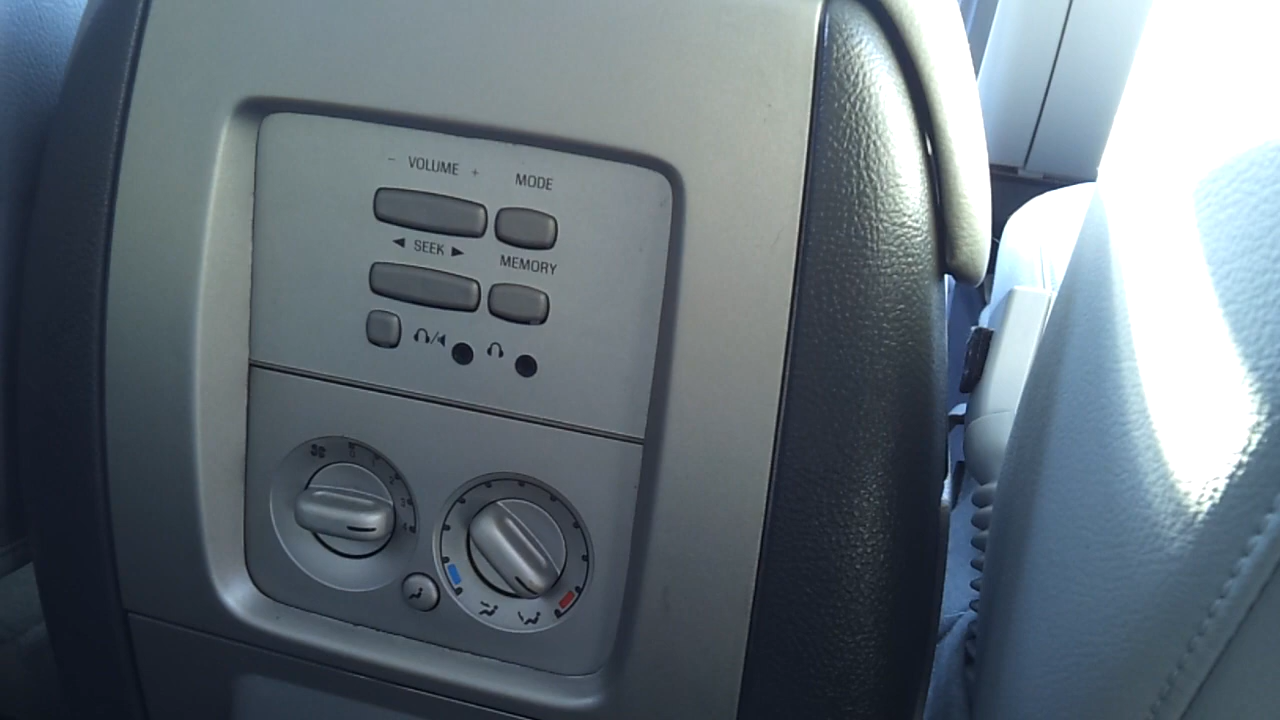 - VOLUME +
MODE
◄ SEEK ►
MEMORY